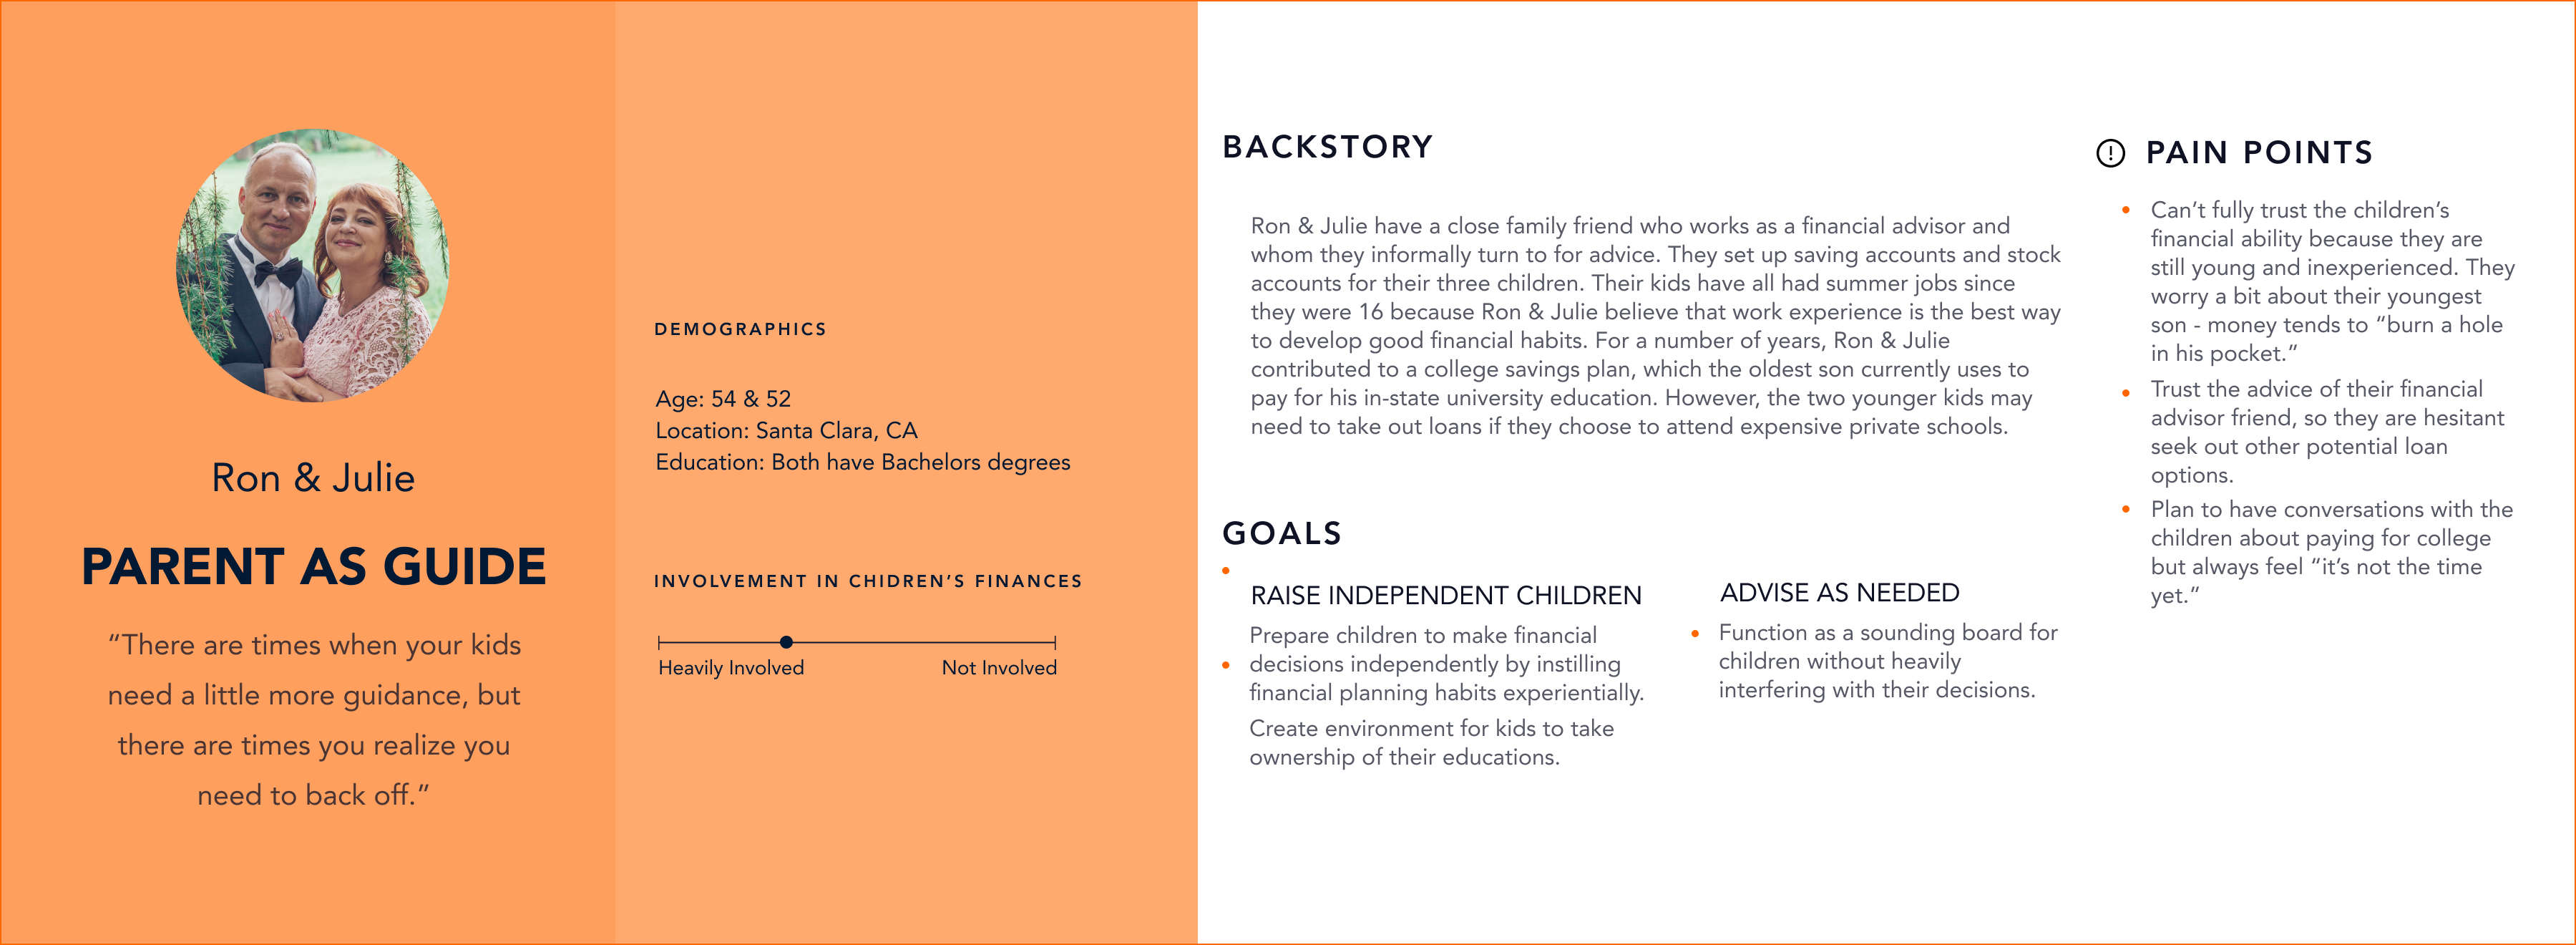 Ron & Julie
PARENT AS GUIDE
“There are times when your kids
need a little more guidance, but
there are times you realize you
need to back off.”
DEMOGRAPHICS
Age: 54 & 52
Location: Santa Clara, CA
Education: Both have Bachelors degrees
INVOLVEMENT IN CHIDREN’S FINANCES
Heavily Involved
Not Involved
BACKSTORY
Ron & Julie have a close family friend who works as a financial advisor and
whom they informally turn to for advice. They set up saving accounts and stock
accounts for their three children. Their kids have all had summer jobs since
they were 16 because Ron & Julie believe that work experience is the best way
to develop good financial habits. For a number of years, Ron & Julie
contributed to a college savings plan, which the oldest son currently uses to
pay for his in-state university education. However, the two younger kids may
need to take out loans if they choose to attend expensive private schools.
GOALS
RAISE INDEPENDENT CHILDREN
Prepare children to make financial
decisions independently by instilling
financial planning habits experientially.
Create environment for kids to take
ownership of their educations.
ADVISE AS NEEDED
Function as a sounding board for
children without heavily
interfering with their decisions.
PAIN POINTS
Can’t fully trust the children’s
financial ability because they are
still young and inexperienced. They
worry a bit about their youngest
son - money tends to “burn a hole
in his pocket.”
Trust the advice of their financial
advisor friend, so they are hesitant
seek out other potential loan
options.
Plan to have conversations with the
children about paying for college
but always feel “it’s not the time
yet.”